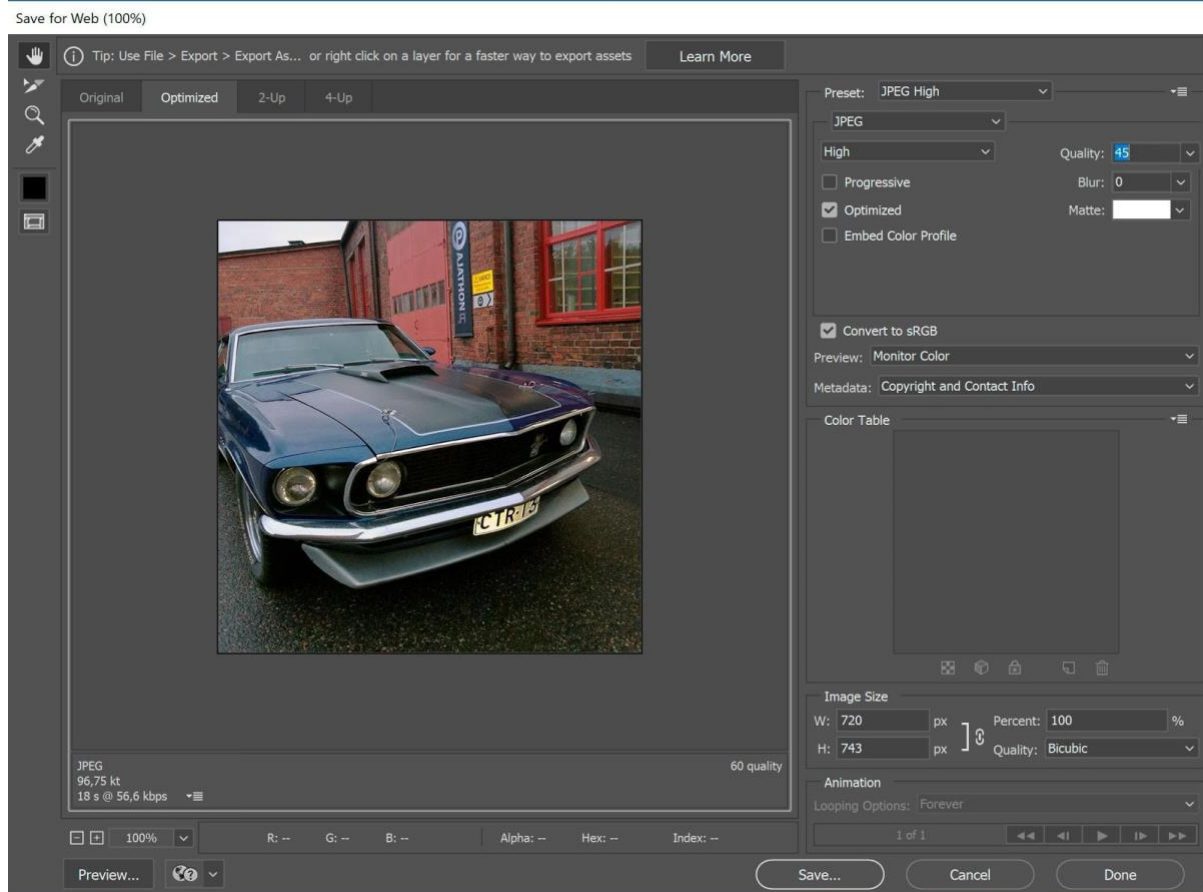 Save for Web (100%)
Tip: Use File > Export > Export As... or right click on a layer for a faster way to export assets
Learn More
Original
Optimized
2-Up
4-Up
AJATHON
CTR-13
JPEG
96,75 kt
18 s @ 56,6 kbps
60 quality
100%
R: --
G: --
B: --
Alpha: --
Hex: --
Index: --
Preview...
Preset: JPEG High
JPEG
High
Quality: 45
Progressive
Blur: 0
Optimized
Matte:
Embed Color Profile
Convert to sRGB
Preview: Monitor Color
Metadata: Copyright and Contact Info
Color Table
Image Size
W: 720 px
Percent: 100 %
H: 743 px
Quality: Bicubic
Animation
Looping Options: Forever
1 of 1
Save...
Cancel
Done